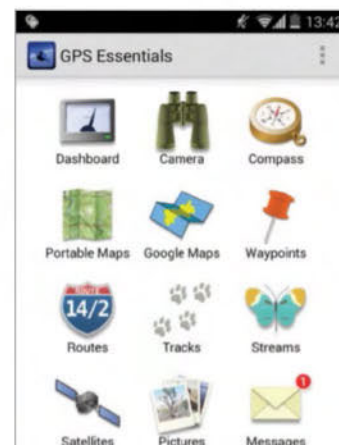 13:42
GPS Essentials
Dashboard Camera Compass
Portable Maps Google Maps Waypoints
ROUTE
14/2
Routes Tracks Streams
1
Satellites Pictures Messages